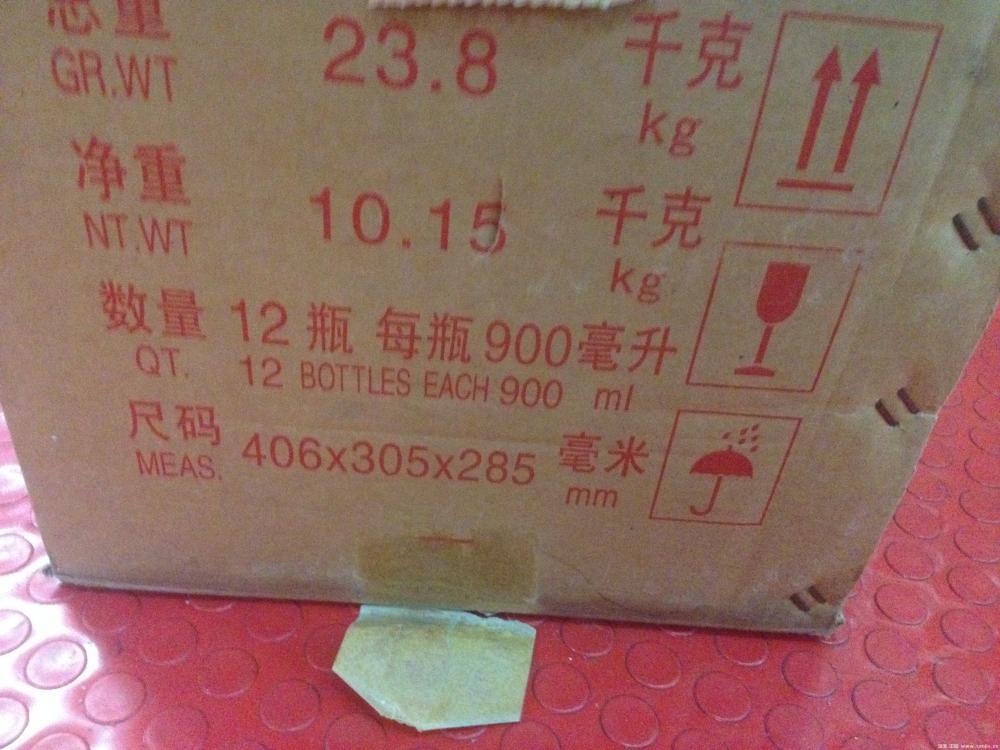 总重 23.8 千克
GR.WT kg
净重 10.15 千克
NT.WT kg
数量 12 瓶 每瓶 900毫升
QT. 12 BOTTLES EACH 900 ml
尺码 406x305x285 毫米
MEAS. mm